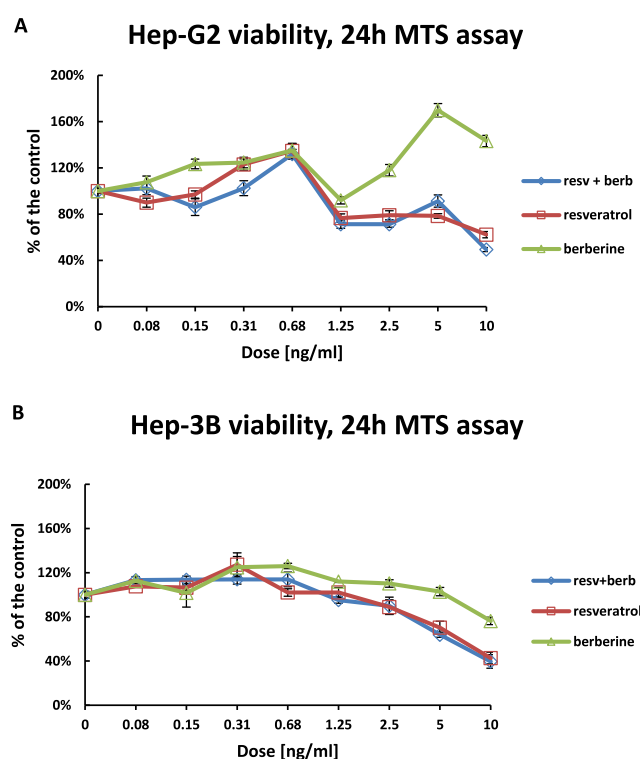 A
Hep-G2 viability, 24h MTS assay
% of the control
200%
160%
120%
80%
40%
0%
0 0.08 0.15 0.31 0.68 1.25 2.5 5 10
Dose [ng/ml]
resv + berb
resveratrol
berberine
B
Hep-3B viability, 24h MTS assay
% of the control
200%
160%
120%
80%
40%
0%
0 0.08 0.15 0.31 0.68 1.25 2.5 5 10
Dose [ng/ml]
resv+berb
resveratrol
berberine